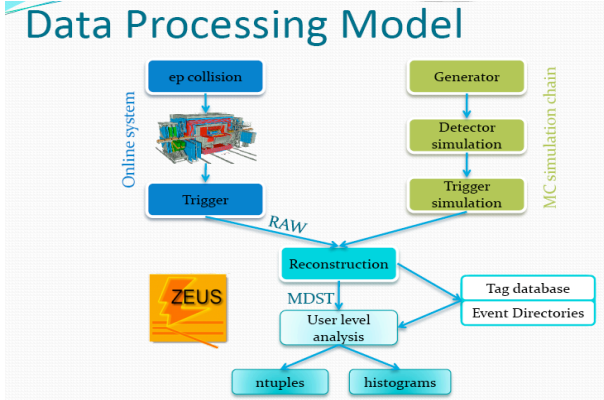 Data Processing Model
ep collision
Generator
Online system
MC simulation chain
Detector
simulation
Trigger
Trigger
simulation
RAW
Reconstruction
ZEUS
MDST
Tag database
Event Directories
User level
analysis
ntuples
histograms